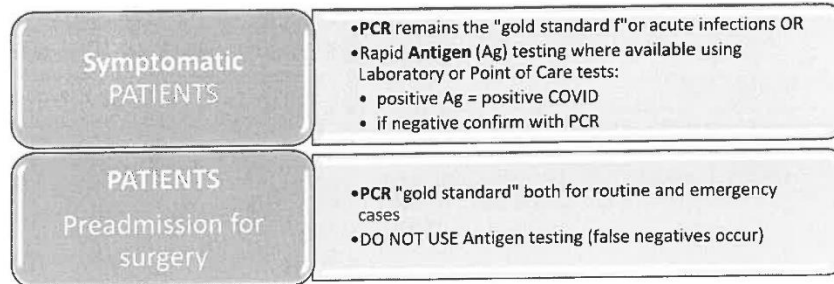 Symptomatic
PATIENTS
•PCR remains the "gold standard f"or acute infections OR
•Rapid Antigen (Ag) testing where available using
Laboratory or Point of Care tests:
• positive Ag = positive COVID
• if negative confirm with PCR
PATIENTS
Preadmission for
surgery
•PCR "gold standard" both for routine and emergency
cases
•DO NOT USE Antigen testing (false negatives occur)